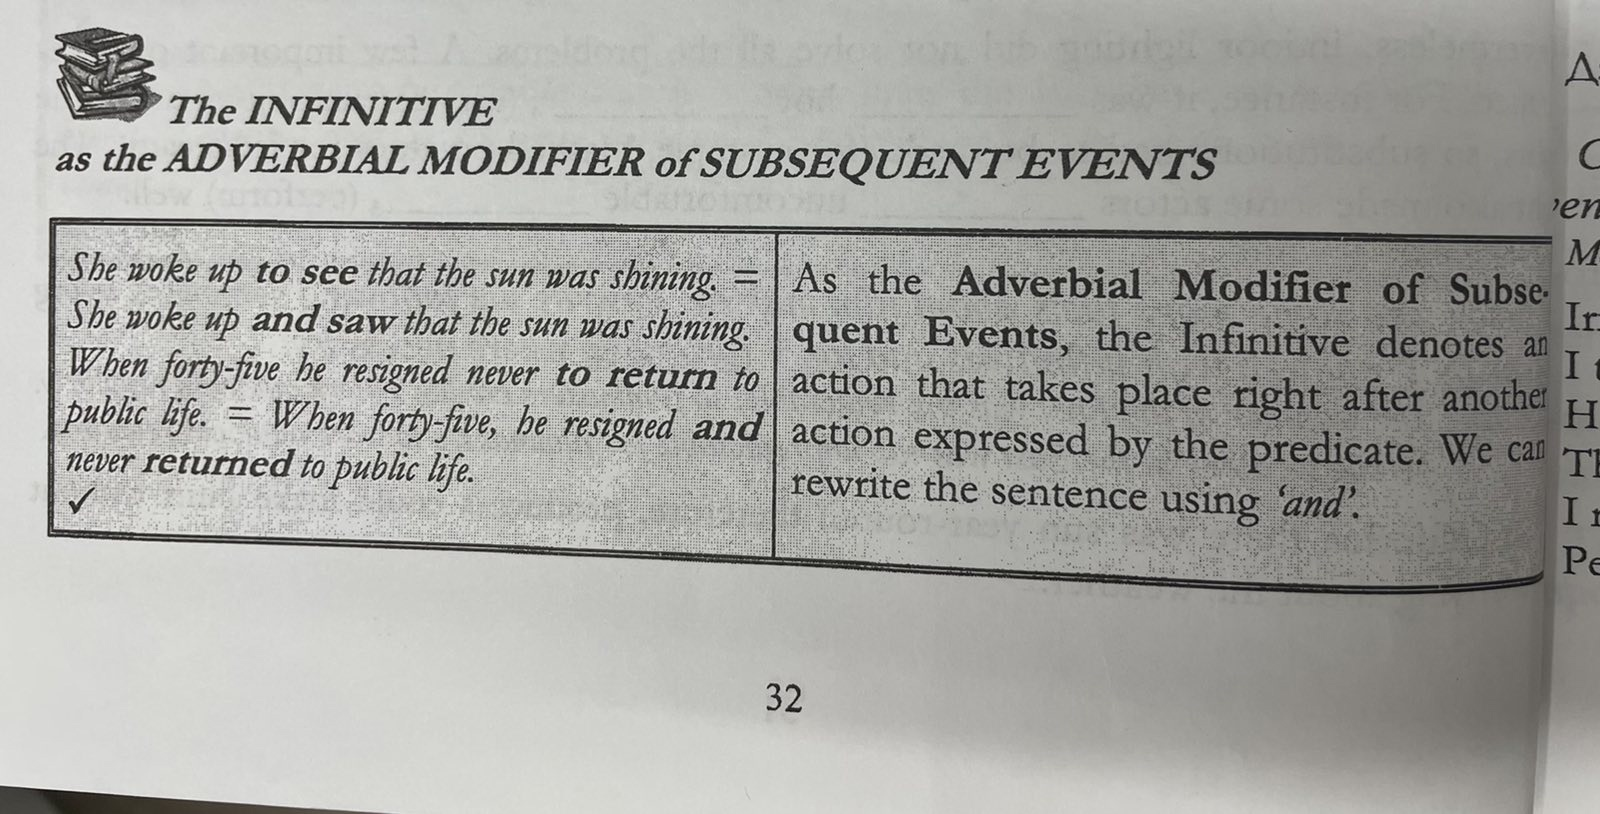 The INFINITIVE
as the ADVERBIAL MODIFIER of SUBSEQUENT EVENTS
She woke up to see that the sun was shining. =
She woke up and saw that the sun was shining.
When forty-five he resigned never to return to
public life. = When forty-five, he resigned and
never returned to public life.
✓
As the Adverbial Modifier of Subse-
quent Events, the Infinitive denotes an
action that takes place right after another
action expressed by the predicate. We can
rewrite the sentence using ‘and’.
32